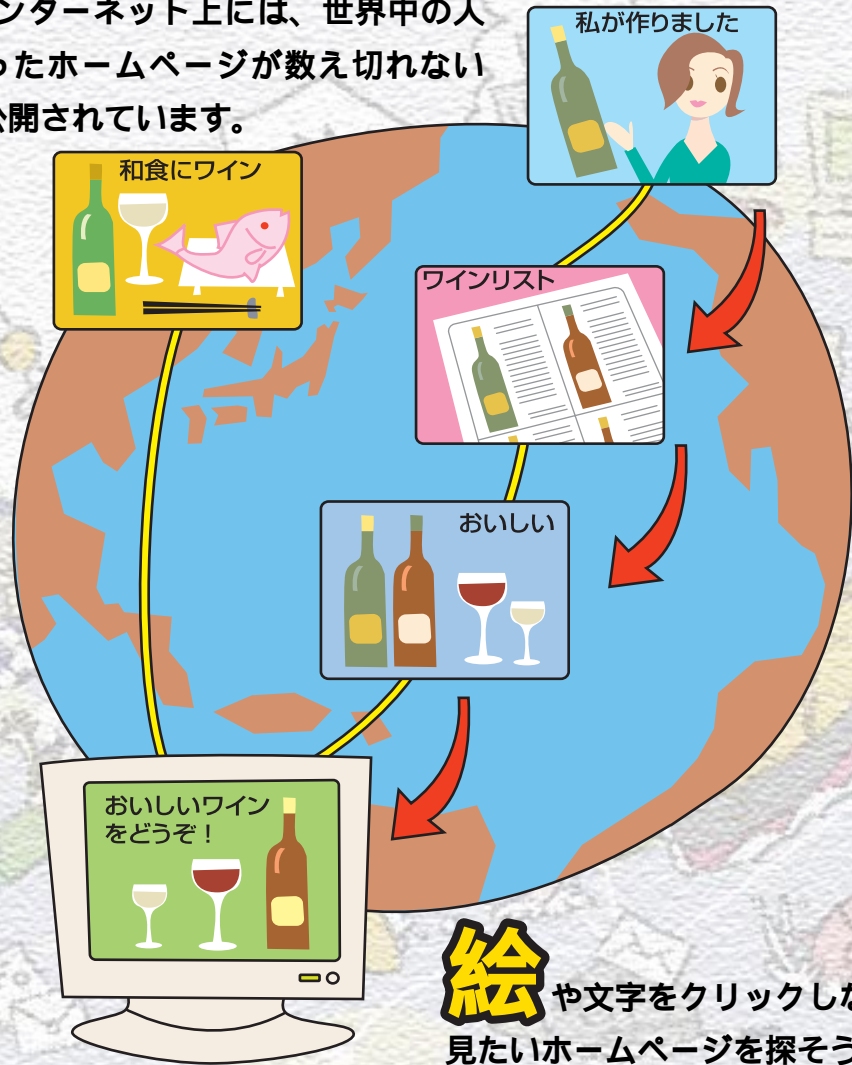 ンターネット上には、世界中の人
ったホームページが数え切れない
公開されています。
私が作りました
和食にワイン
ワインリスト
おいしい
おいしいワイン
をどうぞ！
絵や文字をクリックしな
見たいホームページを探そう